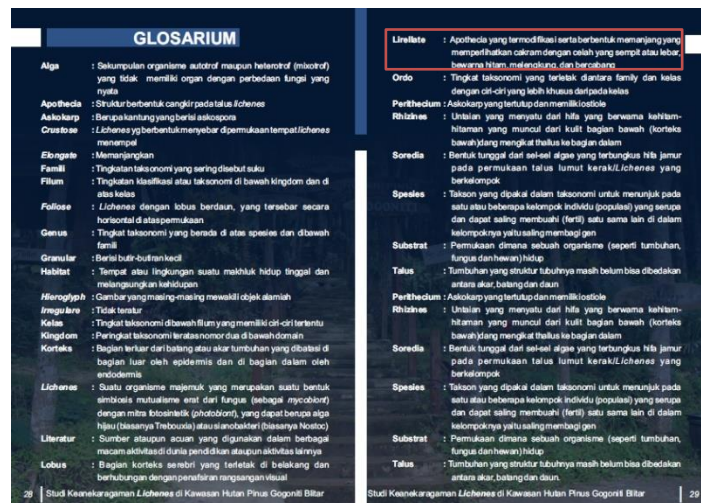 GLOSARIUM
Alga : Sekumpulan organisme autotrof maupun heterotrof (mixotrof)
yang tidak memiliki organ dengan perbedaan fungsi yang
nyata
Apothecia : Struktur berbentuk cangkir pada talus lichenes
Askokarp : Berupa kantung yang berisi askospora
Crustose : Lichenes yg berbentuk menyebar dipermukaan tempat lichenes
menempel
Elongate : Memanjangkan
Famili : Tingkatan taksonomi yang sering disebut suku
Filum : Tingkatan klasifikasi atau taksonomi di bawah kingdom dan di
atas kelas
Foliose : Lichenes dengan lobus berdaun, yang tersebar secara
horisontal di atas permukaan
Genus : Tingkat taksonomi yang berada di atas spesies dan dibawah
famili
Granular : Berisi butir-butiran kecil
Habitat : Tempat atau lingkungan suatu makhluk hidup tinggal dan
melangsungkan kehidupan
Hieroglyph : Gambar yang masing-masing mewakili objek alamiah
Irregulare : Tidak teratur
Kelas : Tingkat taksonomi dibawah filum yang memiliki ciri-ciri tertentu
Kingdom : Peringkat taksonomi teratas nomor dua di bawah domain
Korteks : Bagian terluar dari batang atau akar tumbuhan yang dibatasi di
bagian luar oleh epidermis dan di bagian dalam oleh
endodermis
Lichenes : Suatu organisme majemuk yang merupakan suatu bentuk
simbiosis mutualisme erat dari fungus (sebagai mycobiont)
dengan mitra fotosintetik (photobiont), yang dapat berupa alga
hijau (biasanya Trebouxia) atau sianobakteri (biasanya Nostoc)
Literatur : Sumber ataupun acuan yang digunakan dalam berbagai
macam aktivitas di dunia pendidikan ataupun aktivitas lainnya
Lobus : Bagian korteks serebri yang terletak di belakang dan
berhubungan dengan penafsiran rangsangan visual
28 Studi Keanekaragaman Lichenes di Kawasan Hutan Pinus Gogoniti Blitar
Lirellate : Apothecia yang termodifikasi serta berbentuk memanjang yang
memperlihatkan cakram dengan celah yang sempit atau lebar,
bewarna hitam, melengkung, dan bercabang
Ordo : Tingkat taksonomi yang terletak diantara family dan kelas
dengan ciri-ciri yang lebih khusus daripada kelas
Perithecium : Askokarp yang tertutup dan memiliki ostiole
Rhizines : Untaian yang menyatu dari hifa yang berwarna kehitam-
hitaman yang muncul dari kulit bagian bawah (korteks
bawah) dang mengikat thallus ke bagian dalam
Soredia : Bentuk tunggal dari sel-sel algae yang terbungkus hifa jamur
pada permukaan talus lumut kerak/Lichenes yang
berkelompok
Spesies : Takson yang dipakai dalam taksonomi untuk menunjuk pada
satu atau beberapa kelompok individu (populasi) yang serupa
dan dapat saling membuahi (fertil) satu sama lain di dalam
kelompoknya yaitu saling membagi gen
Substrat : Permukaan dimana sebuah organisme (seperti tumbuhan,
fungus dan hewan) hidup
Talus : Tumbuhan yang struktur tubuhnya masih belum bisa dibedakan
antara akar, batang dan daun
Perithecium : Askokarp yang tertutup dan memiliki ostiole
Rhizines : Untaian yang menyatu dari hifa yang berwarna kehitam-
hitaman yang muncul dari kulit bagian bawah (korteks
bawah) dang mengikat thallus ke bagian dalam
Soredia : Bentuk tunggal dari sel-sel algae yang terbungkus hifa jamur
pada permukaan talus lumut kerak/Lichenes yang
berkelompok
Spesies : Takson yang dipakai dalam taksonomi untuk menunjuk pada
satu atau beberapa kelompok individu (populasi) yang serupa
dan dapat saling membuahi (fertil) satu sama lain di dalam
kelompoknya yaitu saling membagi gen
Substrat : Permukaan dimana sebuah organisme (seperti tumbuhan,
fungus dan hewan) hidup
Talus : Tumbuhan yang struktur tubuhnya masih belum bisa dibedakan
antara akar, batang dan daun
Studi Keanekaragaman Lichenes di Kawasan Hutan Pinus Gogoniti Blitar 29